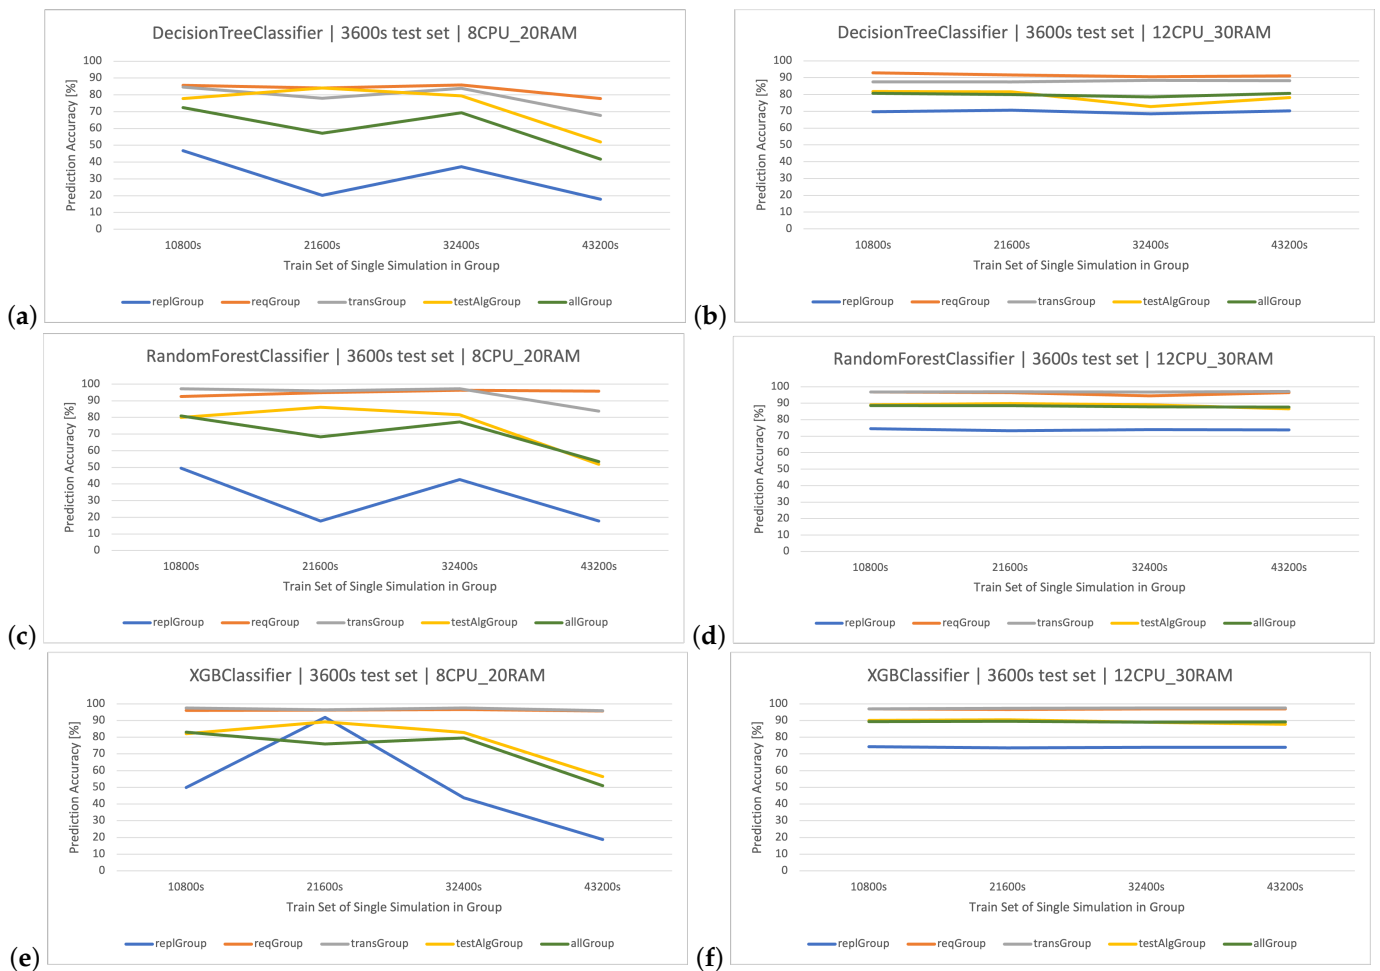 DecisionTreeClassifier | 3600s test set | 8CPU_20RAM
100
90
80
70
60
50
40
30
20
10
0
Prediction Accuracy [%]
10800s 21600s 32400s 43200s
Train Set of Single Simulation in Group
replGroup reqGroup transGroup testAlgGroup allGroup
(a)
DecisionTreeClassifier | 3600s test set | 12CPU_30RAM
100
90
80
70
60
50
40
30
20
10
0
Prediction Accuracy [%]
10800s 21600s 32400s 43200s
Train Set of Single Simulation in Group
replGroup reqGroup transGroup testAlgGroup allGroup
(b)
RandomForestClassifier | 3600s test set | 8CPU_20RAM
100
90
80
70
60
50
40
30
20
10
0
Prediction Accuracy [%]
10800s 21600s 32400s 43200s
Train Set of Single Simulation in Group
replGroup reqGroup transGroup testAlgGroup allGroup
(c)
RandomForestClassifier | 3600s test set | 12CPU_30RAM
100
90
80
70
60
50
40
30
20
10
0
Prediction Accuracy [%]
10800s 21600s 32400s 43200s
Train Set of Single Simulation in Group
replGroup reqGroup transGroup testAlgGroup allGroup
(d)
XGBClassifier | 3600s test set | 8CPU_20RAM
100
90
80
70
60
50
40
30
20
10
0
Prediction Accuracy [%]
10800s 21600s 32400s 43200s
Train Set of Single Simulation in Group
replGroup reqGroup transGroup testAlgGroup allGroup
(e)
XGBClassifier | 3600s test set | 12CPU_30RAM
100
90
80
70
60
50
40
30
20
10
0
Prediction Accuracy [%]
10800s 21600s 32400s 43200s
Train Set of Single Simulation in Group
replGroup reqGroup transGroup testAlgGroup allGroup
(f)